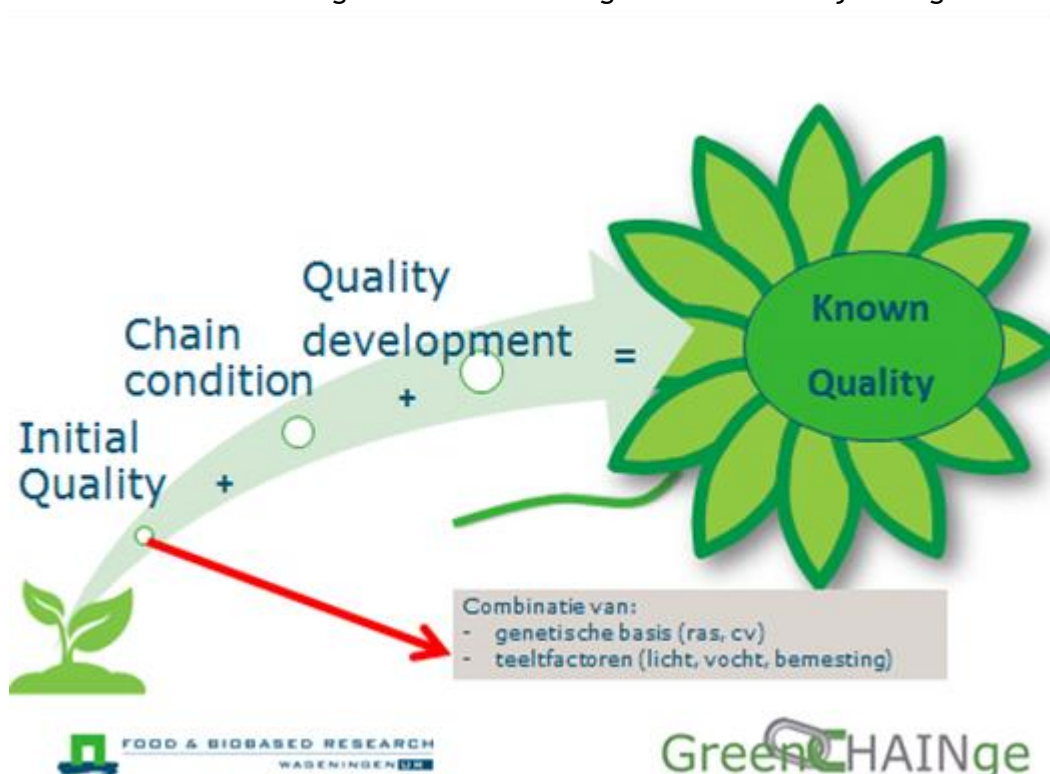 Quality
development
Chain
condition
Initial
Quality
+
+
=
Known
Quality
Combinatie van:
- genetische basis (ras, cv)
- teeltfactoren (licht, vocht, bemesting)
FOOD & BIOBASED RESEARCH
WAGENINGEN UR
GreenCHAINge